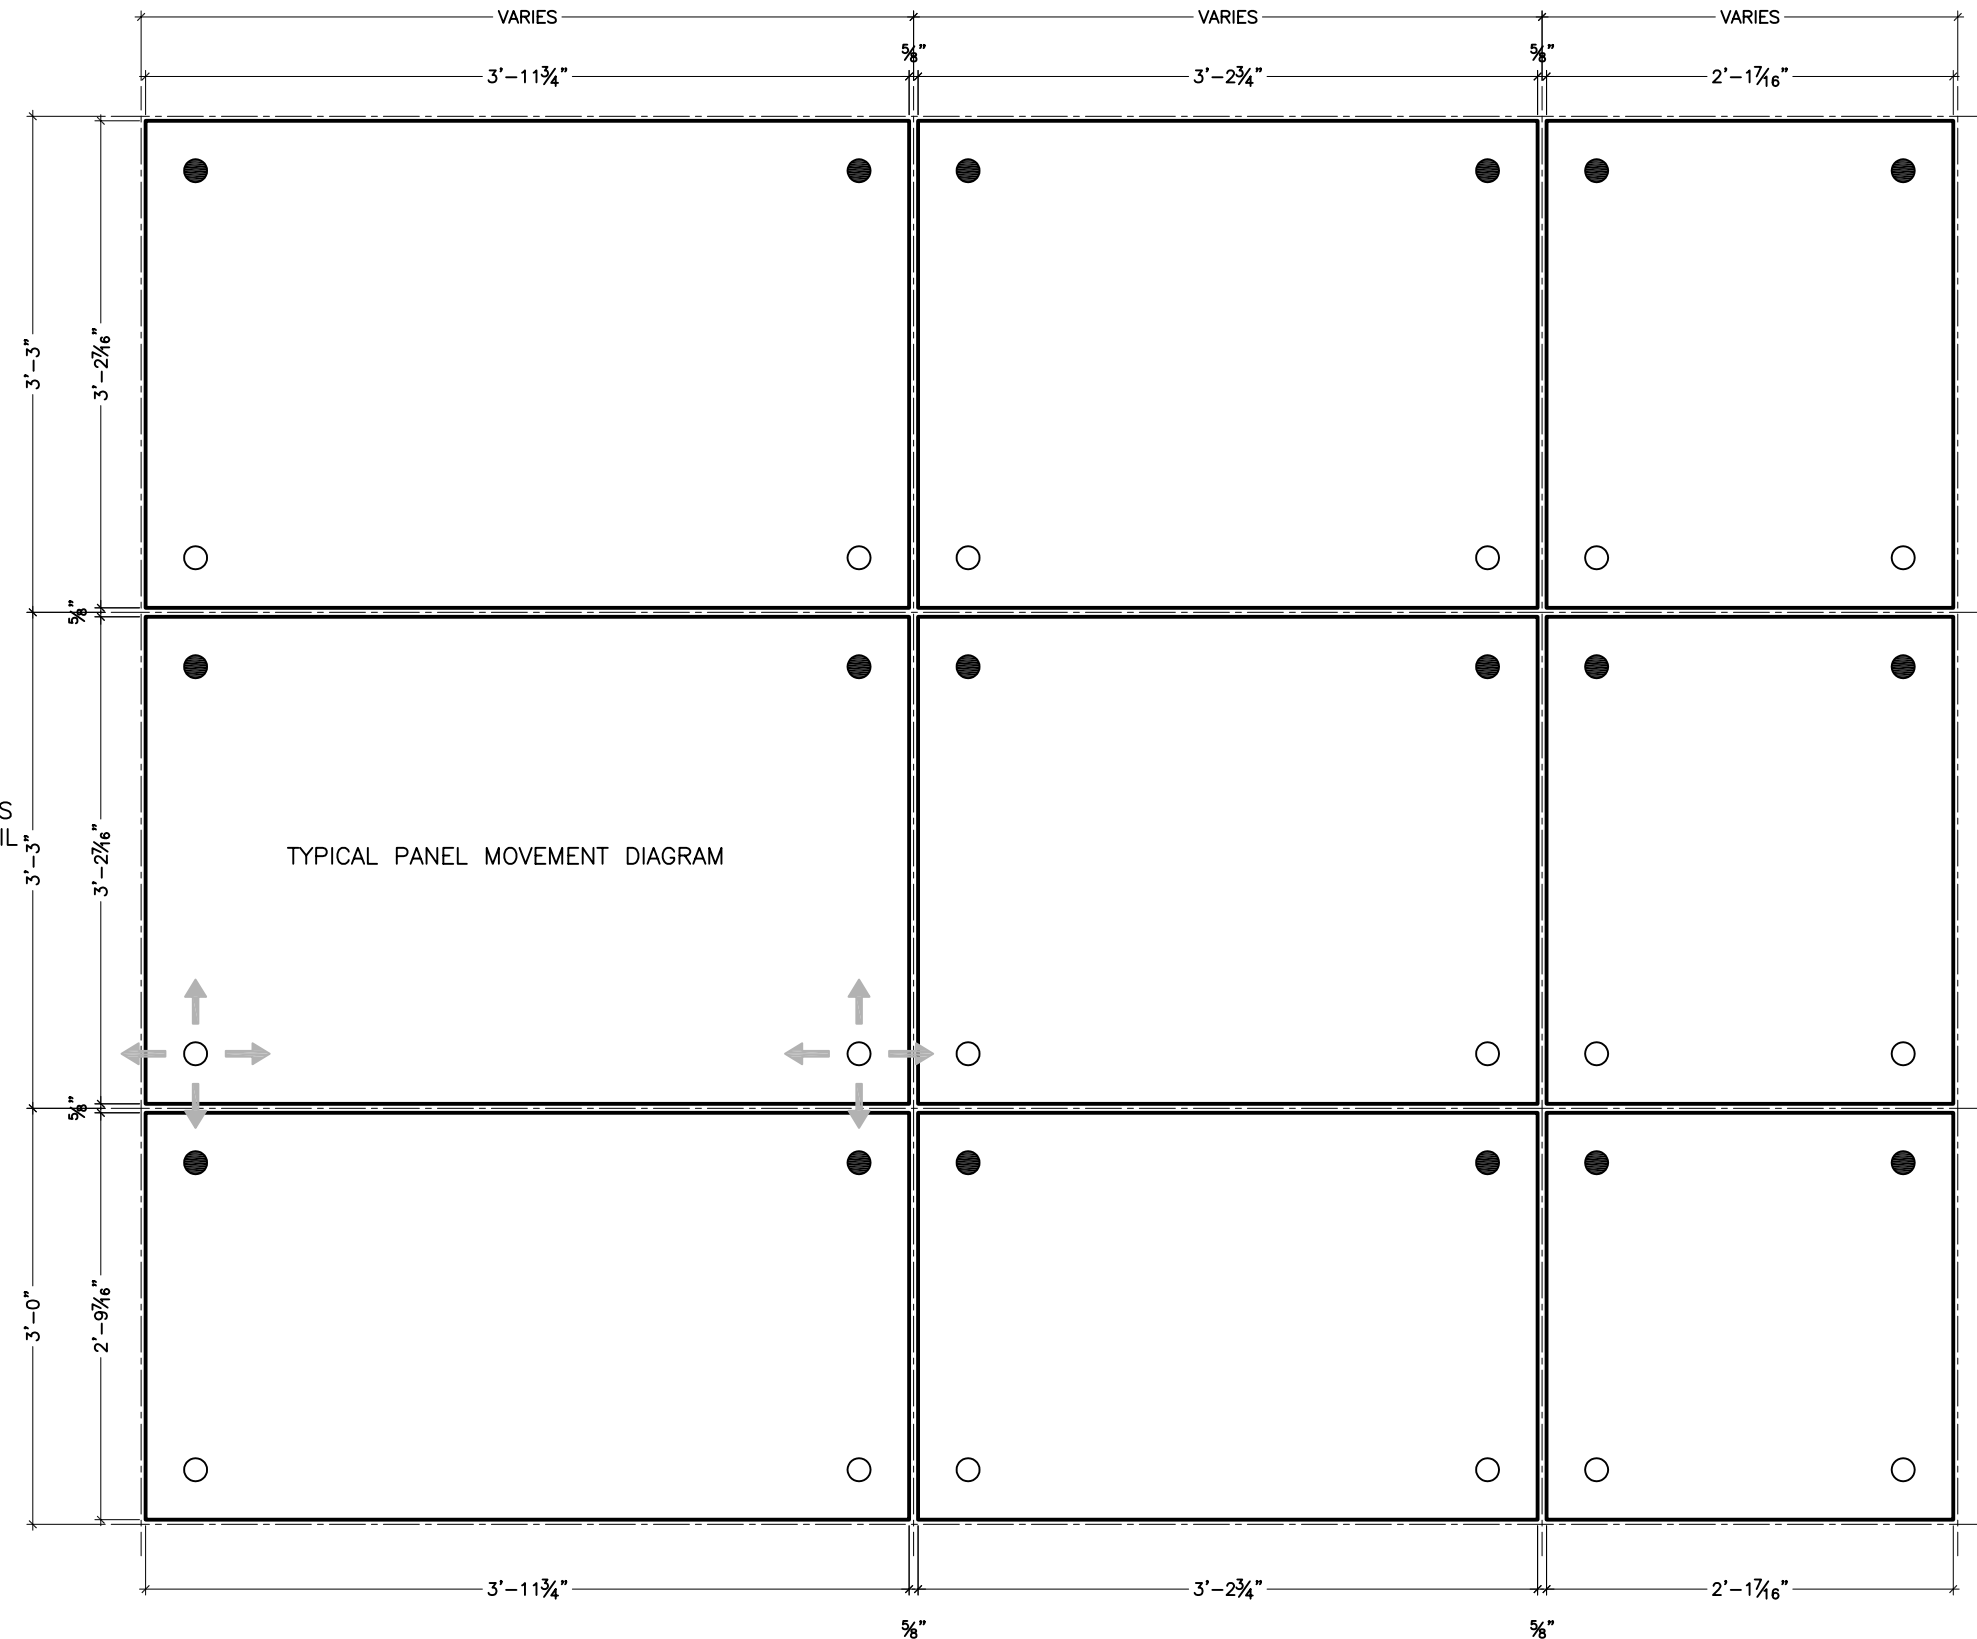 VARIES VARIES VARIES
5/8" 5/8"
3'-11 3/4" 3'-2 3/4" 2'-1 7/16"
3'-3" 3'-2 7/16"
5/8"
S
IL
3'-3" 3'-2 7/16"
TYPICAL PANEL MOVEMENT DIAGRAM
5/8"
3'-0" 2'-9 7/16"
3'-11 3/4" 3'-2 3/4" 2'-1 7/16"
5/8" 5/8"